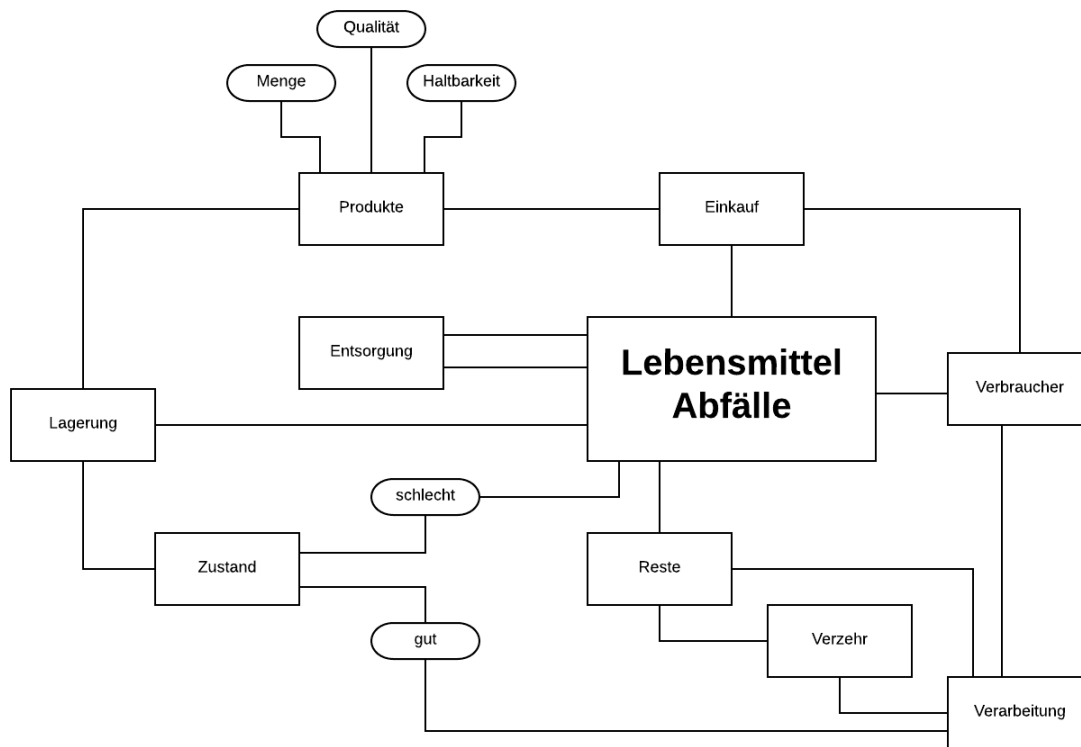 Qualität
Menge
Haltbarkeit
Produkte
Einkauf
Entsorgung
Lebensmittel
Abfälle
Verbraucher
Lagerung
schlecht
Zustand
Reste
gut
Verzehr
Verarbeitung